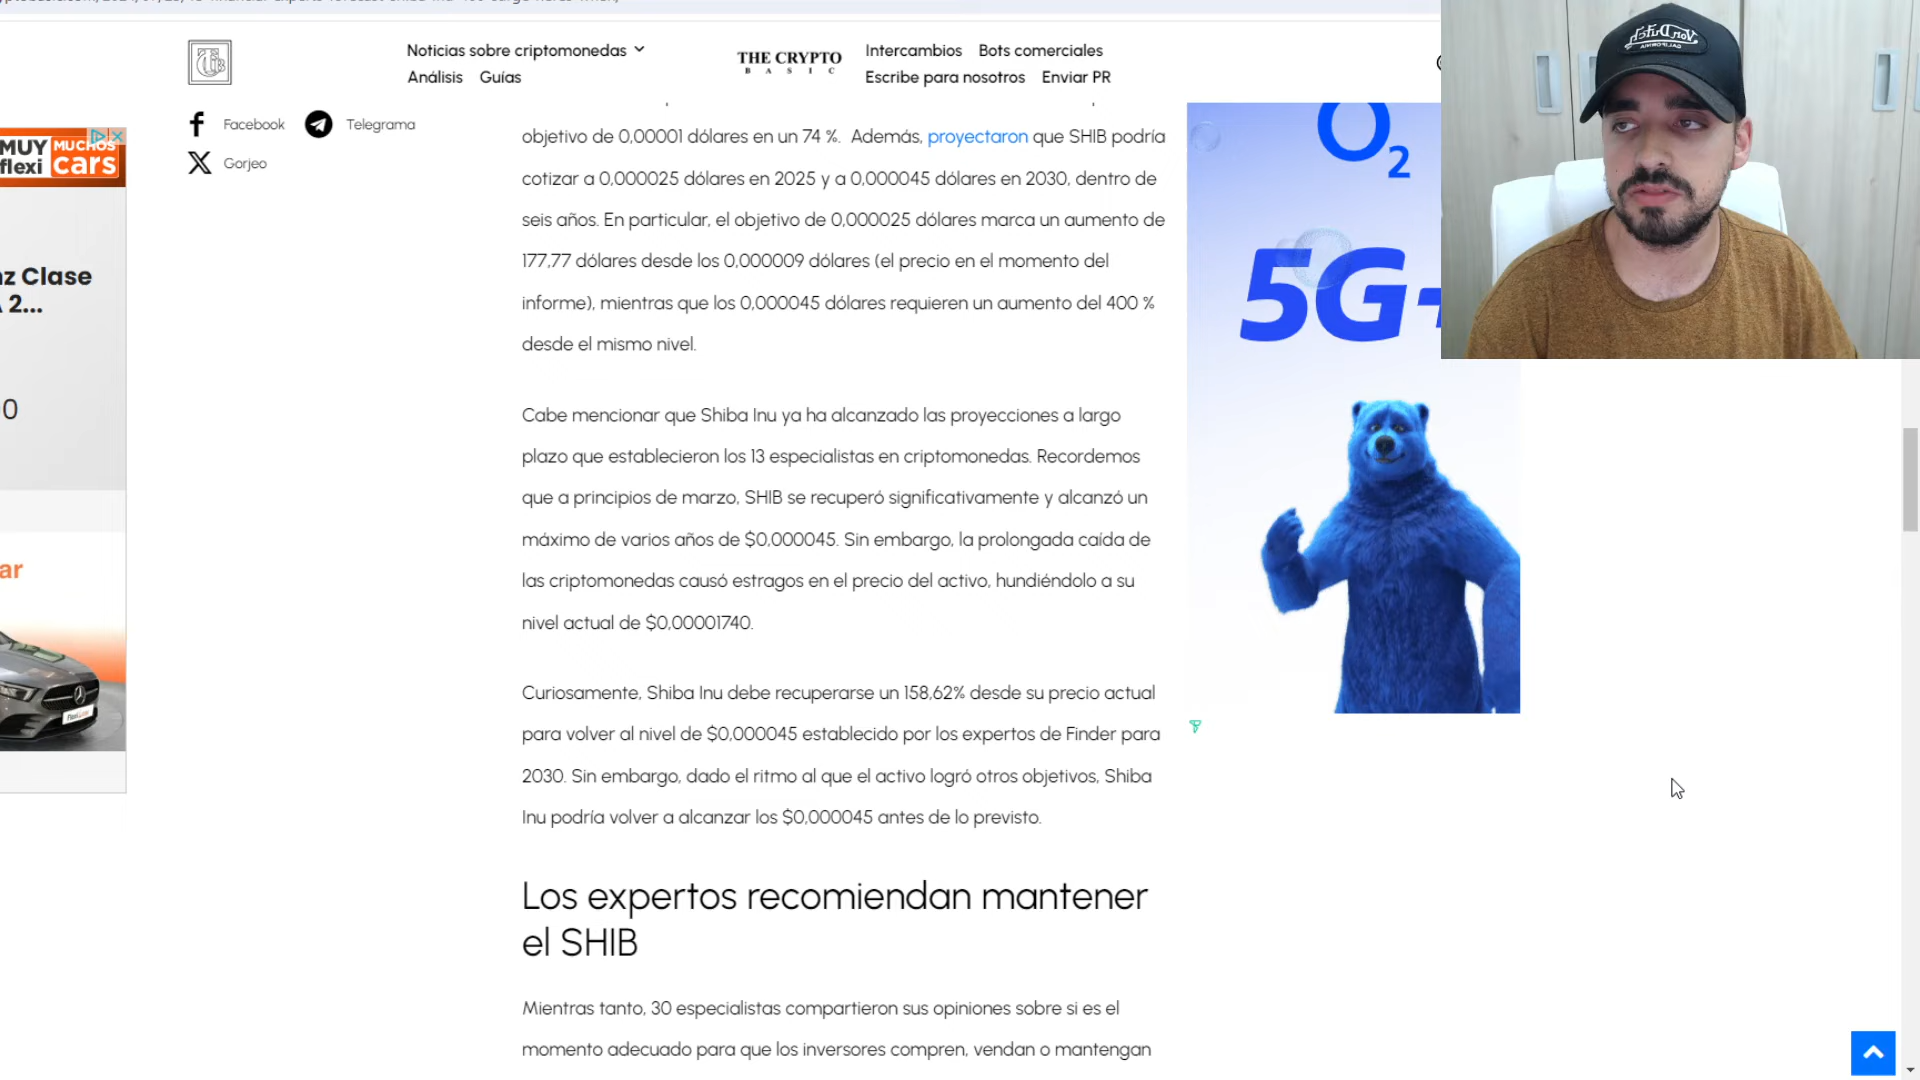 Noticias sobre criptomonedas
Análisis Guías
THE CRYPTO
BASIC
Intercambios Bots comerciales
Escribe para nosotros Enviar PR
Facebook
Telegrama
Gorjeo
MUY
flexi
MUCHOS
cars
nz Clase
A 2...
0
ar
objetivo de 0,00001 dólares en un 74 %. Además, proyectaron que SHIB podría
cotizar a 0,000025 dólares en 2025 y a 0,000045 dólares en 2030, dentro de
seis años. En particular, el objetivo de 0,000025 dólares marca un aumento de
177,77 dólares desde los 0,000009 dólares (el precio en el momento del
informe), mientras que los 0,000045 dólares requieren un aumento del 400 %
desde el mismo nivel.
Cabe mencionar que Shiba Inu ya ha alcanzado las proyecciones a largo
plazo que establecieron los 13 especialistas en criptomonedas. Recordemos
que a principios de marzo, SHIB se recuperó significativamente y alcanzó un
máximo de varios años de $0,000045. Sin embargo, la prolongada caída de
las criptomonedas causó estragos en el precio del activo, hundiéndolo a su
nivel actual de $0,00001740.
Curiosamente, Shiba Inu debe recuperarse un 158,62% desde su precio actual
para volver al nivel de $0,000045 establecido por los expertos de Finder para
2030. Sin embargo, dado el ritmo al que el activo logró otros objetivos, Shiba
Inu podría volver a alcanzar los $0,000045 antes de lo previsto.
Los expertos recomiendan mantener
el SHIB
Mientras tanto, 30 especialistas compartieron sus opiniones sobre si es el
momento adecuado para que los inversores compren, vendan o mantengan
O2
5G+
Von Dutch
CALIFORNIA